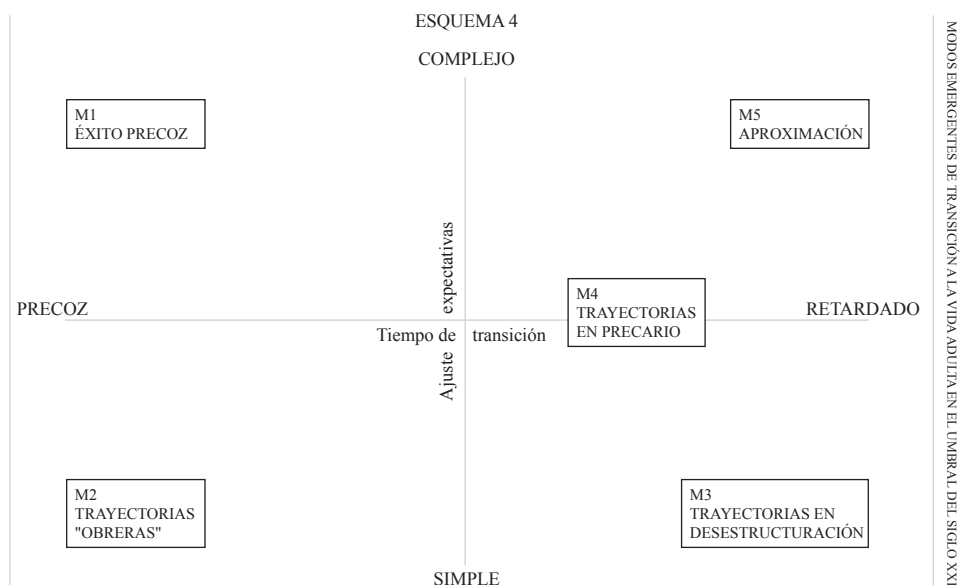 ESQUEMA 4
COMPLEJO
M1
ÉXITO PRECOZ
M5
APROXIMACIÓN
Ajuste expectativas
PRECOZ
M4
TRAYECTORIAS
EN PRECARIO
RETARDADO
Tiempo de transición
M2
TRAYECTORIAS
"OBRERAS"
M3
TRAYECTORIAS EN
DESESTRUCTURACIÓN
SIMPLE
MODOS EMERGENTES DE TRANSICIÓN A LA VIDA ADULTA EN EL UMBRAL DEL SIGLO XXI